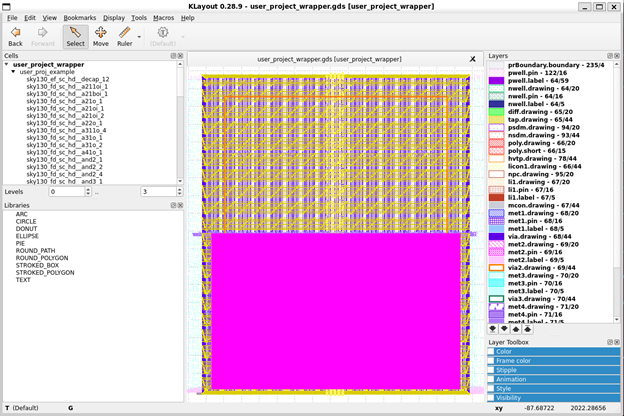 KLayout 0.28.9 - user_project_wrapper.gds [user_project_wrapper]
File Edit View Bookmarks Display Tools Macros Help
Back Forward Select Move Ruler (Default)
Cells
user_project_wrapper
user_proj_example
sky130_ef_sc_hd__decap_12
sky130_fd_sc_hd__a211oi_1
sky130_fd_sc_hd__a21boi_1
sky130_fd_sc_hd__a21o_1
sky130_fd_sc_hd__a21oi_1
sky130_fd_sc_hd__a21oi_2
sky130_fd_sc_hd__a22o_1
sky130_fd_sc_hd__a311o_4
sky130_fd_sc_hd__a31o_1
sky130_fd_sc_hd__a31o_2
sky130_fd_sc_hd__a41o_1
sky130_fd_sc_hd__and2_1
sky130_fd_sc_hd__and2_2
sky130_fd_sc_hd__and2_4
sky130_fd_sc_hd__and3_1
Levels 0 .. 3
Libraries
ARC
CIRCLE
DONUT
ELLIPSE
PIE
ROUND_PATH
ROUND_POLYGON
STROKED_BOX
STROKED_POLYGON
TEXT
user_project_wrapper.gds [user_project_wrapper]
Layers
prBoundary.boundary - 235/4
pwell.pin - 122/16
pwell.label - 64/59
nwell.drawing - 64/20
nwell.pin - 64/16
nwell.label - 64/5
diff.drawing - 65/20
tap.drawing - 65/44
psdm.drawing - 94/20
nsdm.drawing - 93/44
poly.drawing - 66/20
poly.short - 66/15
hvtp.drawing - 78/44
licon1.drawing - 66/44
npc.drawing - 95/20
li1.drawing - 67/20
li1.pin - 67/16
li1.label - 67/5
mcon.drawing - 67/44
met1.drawing - 68/20
met1.pin - 68/16
met1.label - 68/5
via.drawing - 68/44
met2.drawing - 69/20
met2.pin - 69/16
met2.label - 69/5
via2.drawing - 69/44
met3.drawing - 70/20
met3.pin - 70/16
met3.label - 70/5
via3.drawing - 70/44
met4.drawing - 71/20
met4.pin - 71/16
met4.label - 71/5
Layer Toolbox
Color
Frame color
Stipple
Animation
Style
Visibility
T (Default) G xy -87.68722 2022.28656